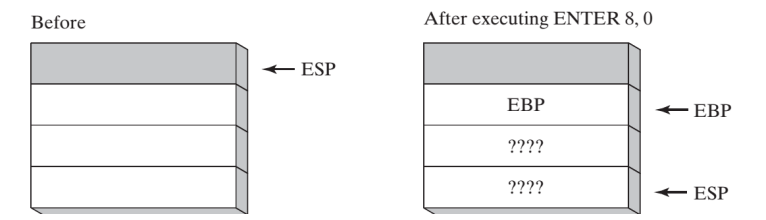 Before
After executing ENTER 8, 0
ESP
EBP
EBP
????
????
ESP